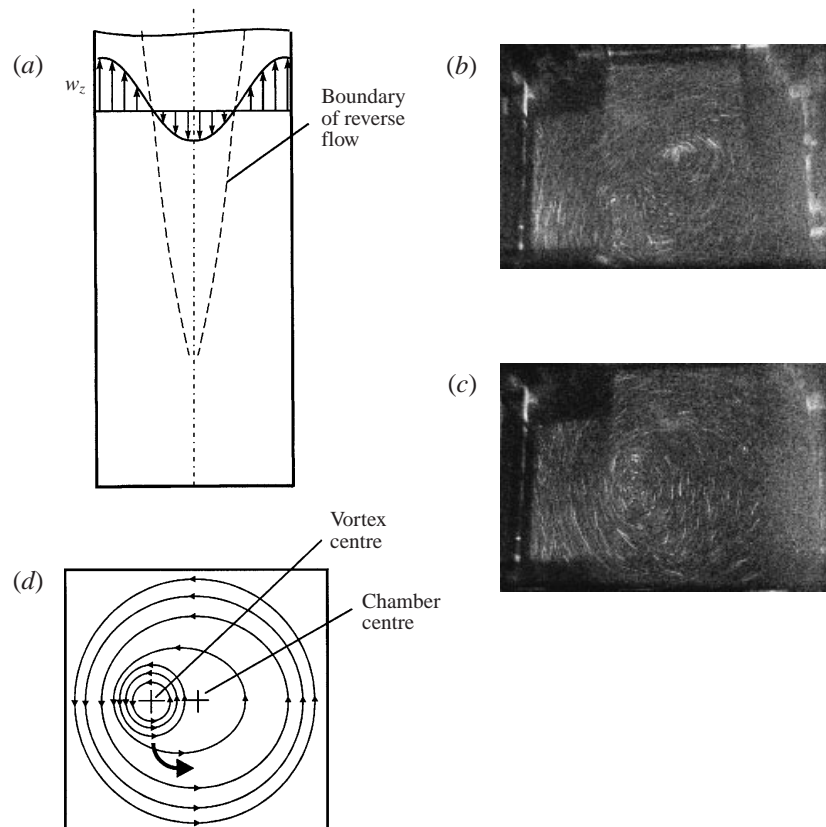 (a)
w_z
Boundary
of reverse
flow
(b)
(c)
Vortex
centre
(d)
Chamber
centre